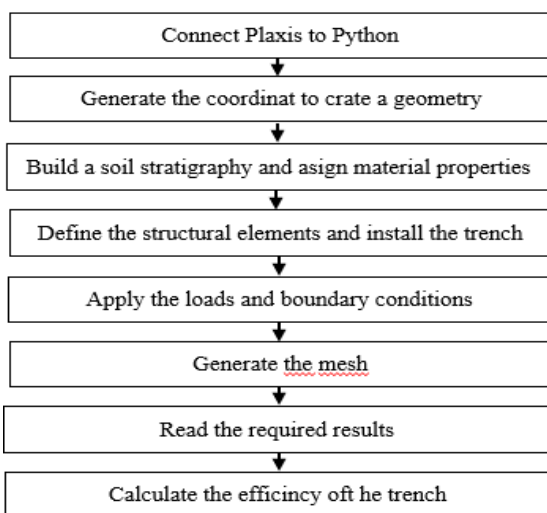 Connect Plaxis to Python
Generate the coordinat to crate a geometry
Build a soil stratigraphy and asign material properties
Define the structural elements and install the trench
Apply the loads and boundary conditions
Generate the mesh
Read the required results
Calculate the efficincy oft he trench